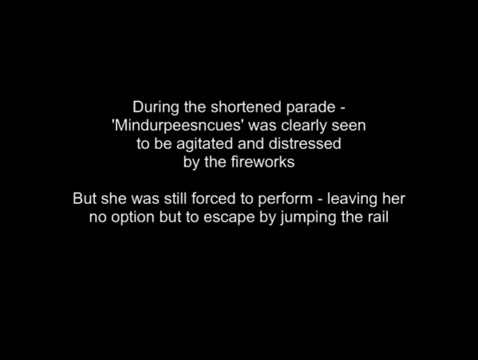 During the shortened parade -
'Mindurpeesncues' was clearly seen
to be agitated and distressed
by the fireworks
But she was still forced to perform - leaving her
no option but to escape by jumping the rail